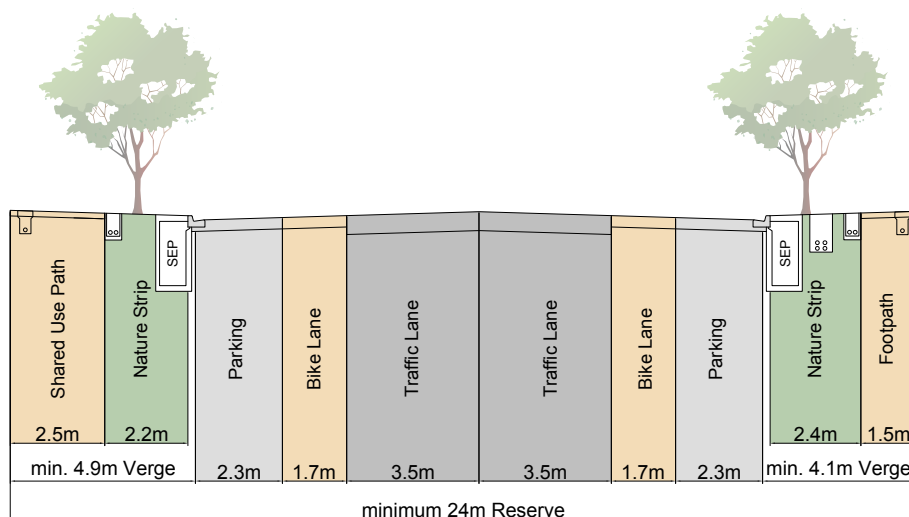 SEP
SEP
Shared Use Path
Nature Strip
Parking
Bike Lane
Traffic Lane
Traffic Lane
Bike Lane
Parking
Nature Strip
Footpath
2.5m
2.2m
2.4m
1.5m
min. 4.9m Verge
2.3m
1.7m
3.5m
3.5m
1.7m
2.3m
min. 4.1m Verge
minimum 24m Reserve